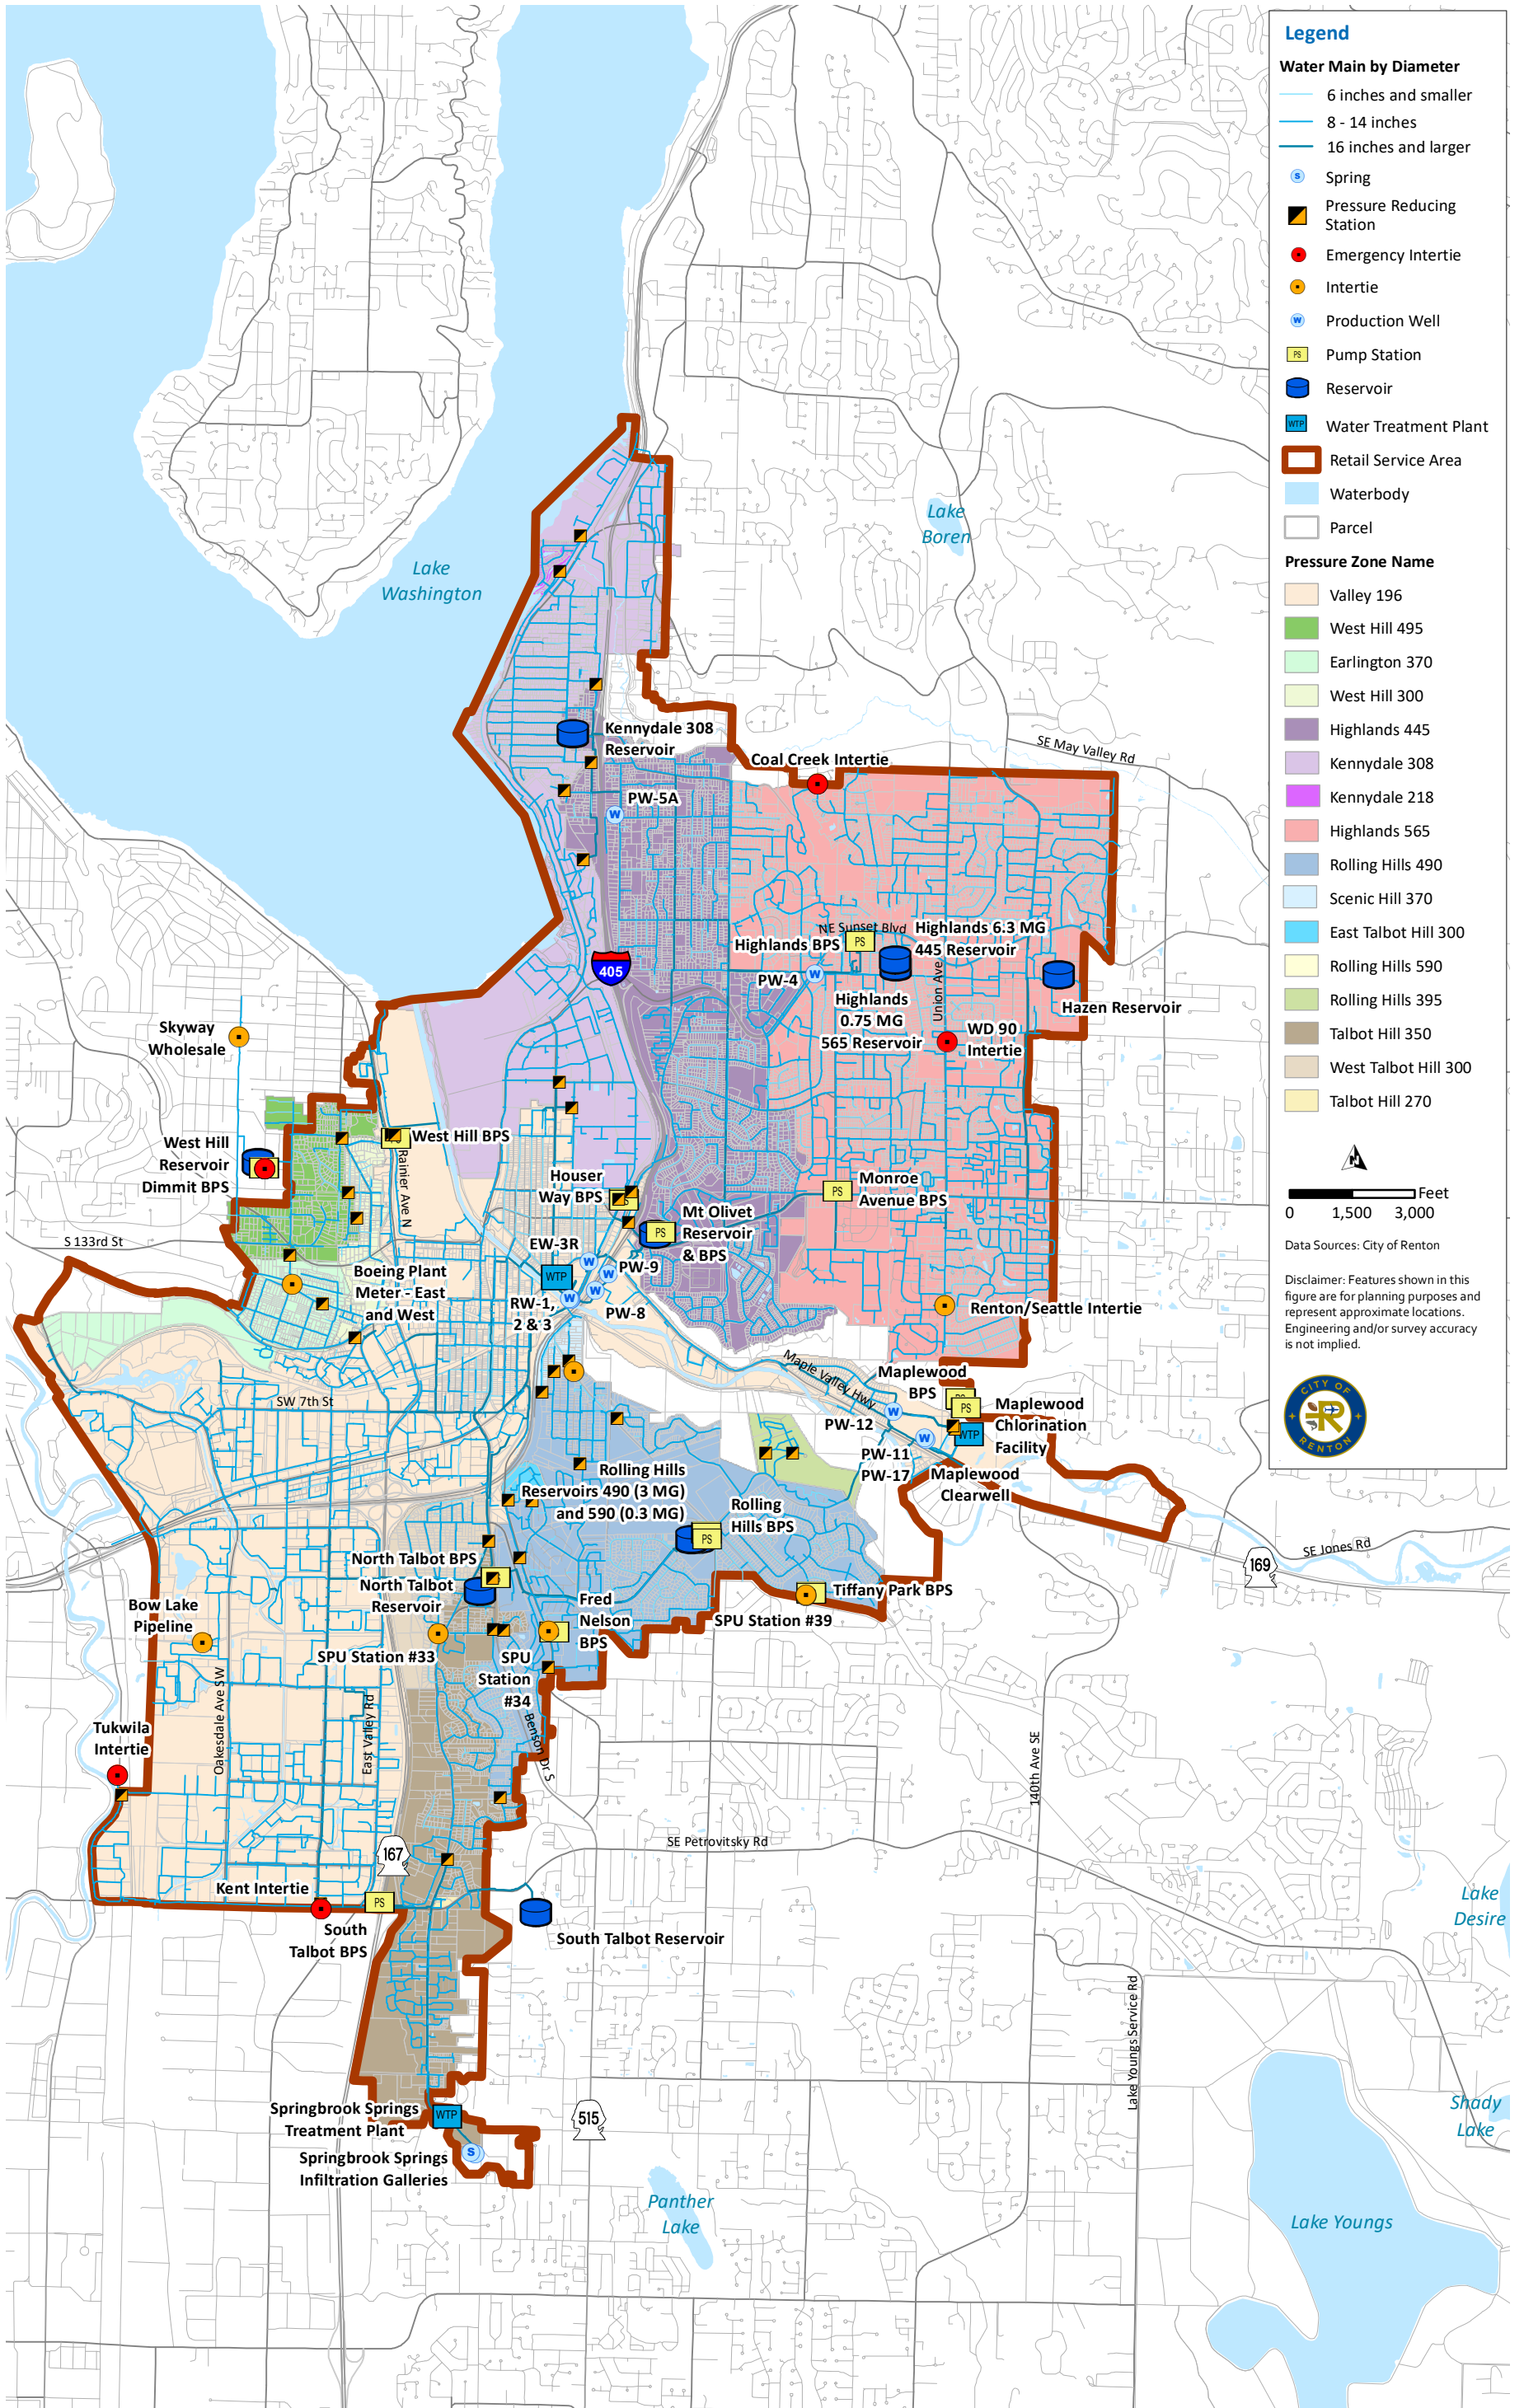 Legend
Water Main by Diameter
6 inches and smaller
8 - 14 inches
16 inches and larger
S
Spring
Pressure Reducing
Station
Emergency Intertie
Intertie
W
Production Well
PS
Pump Station
Reservoir
WTP
Water Treatment Plant
Retail Service Area
Waterbody
Parcel
Pressure Zone Name
Valley 196
West Hill 495
Earlington 370
West Hill 300
Highlands 445
Kennydale 308
Kennydale 218
Highlands 565
Rolling Hills 490
Scenic Hill 370
East Talbot Hill 300
Rolling Hills 590
Rolling Hills 395
Talbot Hill 350
West Talbot Hill 300
Talbot Hill 270
Feet
0 1,500 3,000
Data Sources: City of Renton
Disclaimer: Features shown in this
figure are for planning purposes and
represent approximate locations.
Engineering and/or survey accuracy
is not implied.
CITY OF
R
RENTON
Lake
Boren
Lake
Washington
Kennydale 308
Reservoir
SE May Valley Rd
Coal Creek Intertie
PW-5A
W
NE Sunset Blvd
Highlands 6.3 MG
445 Reservoir
Highlands BPS
PS
405
PW-4
W
Union Ave
Highlands
0.75 MG
565 Reservoir
Hazen Reservoir
WD 90
Intertie
Skyway
Wholesale
West Hill
Reservoir
Dimmit BPS
West Hill BPS
Rainier Ave N
Houser
Way BPS
Monroe
Avenue BPS
PS
Mt Olivet
Reservoir
& BPS
PS
S 133rd St
EW-3R
W
WTP
PW-9
W
Boeing Plant
Meter - East
and West
RW-1,
2 & 3
W
W
PW-8
Renton/Seattle Intertie
Maple Valley Hwy
Maplewood
BPS
PS
SW 7th St
PW-12
W
Maplewood
Chlorination
Facility
WTP
PW-11
W
PW-17
Maplewood
Clearwell
Rolling Hills
Reservoirs 490 (3 MG)
and 590 (0.3 MG)
Rolling
Hills BPS
PS
SE Jones Rd
169
North Talbot BPS
North Talbot
Reservoir
Tiffany Park BPS
Fred
Nelson
BPS
Bow Lake
Pipeline
SPU Station #39
SPU Station #33
SPU
Station
#34
Oakesdale Ave SW
East Valley Rd
Benson Dr S
Tukwila
Intertie
140th Ave SE
SE Petrovitsky Rd
167
Kent Intertie
PS
South
Talbot BPS
South Talbot Reservoir
Lake
Desire
Lake Youngs Service Rd
Springbrook Springs
Treatment Plant
WTP
515
Shady
Lake
Springbrook Springs
Infiltration Galleries
S
Panther
Lake
Lake Youngs